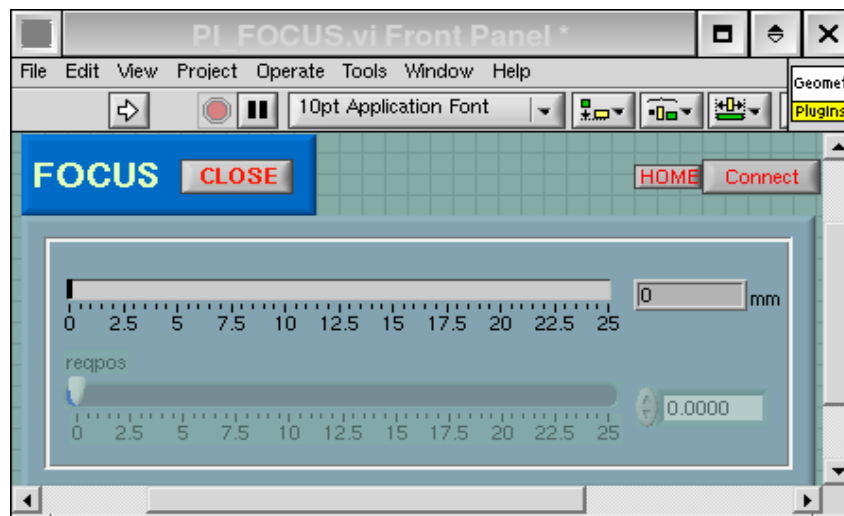 PI_FOCUS.vi Front Panel *
File Edit View Project Operate Tools Window Help
10pt Application Font
Geomet
PlugIns
FOCUS CLOSE HOME Connect
0 mm
0 2.5 5 7.5 10 12.5 15 17.5 20 22.5 25
reqpos
0.0000
0 2.5 5 7.5 10 12.5 15 17.5 20 22.5 25